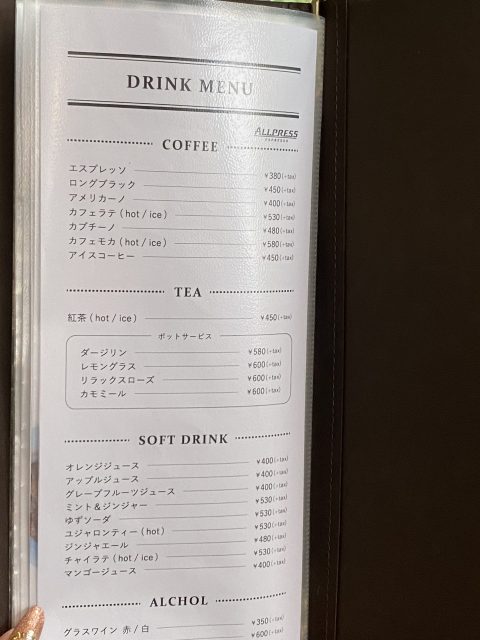 DRINK MENU
ALLPRESS
ESPRESSO
COFFEE
エスプレッソ ¥380(+tax)
ロングブラック ¥450(+tax)
アメリカーノ ¥400(+tax)
カフェラテ (hot / ice) ¥530(+tax)
カプチーノ ¥480(+tax)
カフェモカ (hot / ice) ¥580(+tax)
アイスコーヒー ¥450(+tax)
TEA
紅茶 (hot / ice) ¥450(+tax)
ポットサービス
ダージリン ¥580(+tax)
レモングラス ¥600(+tax)
リラックスローズ ¥600(+tax)
カモミール ¥600(+tax)
SOFT DRINK
オレンジジュース ¥400(+tax)
アップルジュース ¥400(+tax)
グレープフルーツジュース ¥400(+tax)
ミント&ジンジャー ¥530(+tax)
ゆずソーダ ¥530(+tax)
ユジャロンティー (hot) ¥530(+tax)
ジンジャエール ¥480(+tax)
チャイラテ (hot / ice) ¥530(+tax)
マンゴージュース ¥400(+tax)
ALCHOL
グラスワイン 赤 / 白 ¥350(+tax)
¥600(+tax)